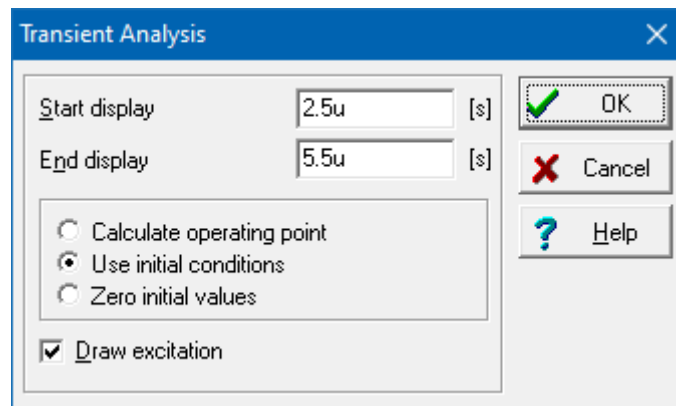 Transient Analysis
Start display 2.5u [s] OK
End display 5.5u [s] Cancel
Calculate operating point Help
Use initial conditions
Zero initial values
Draw excitation